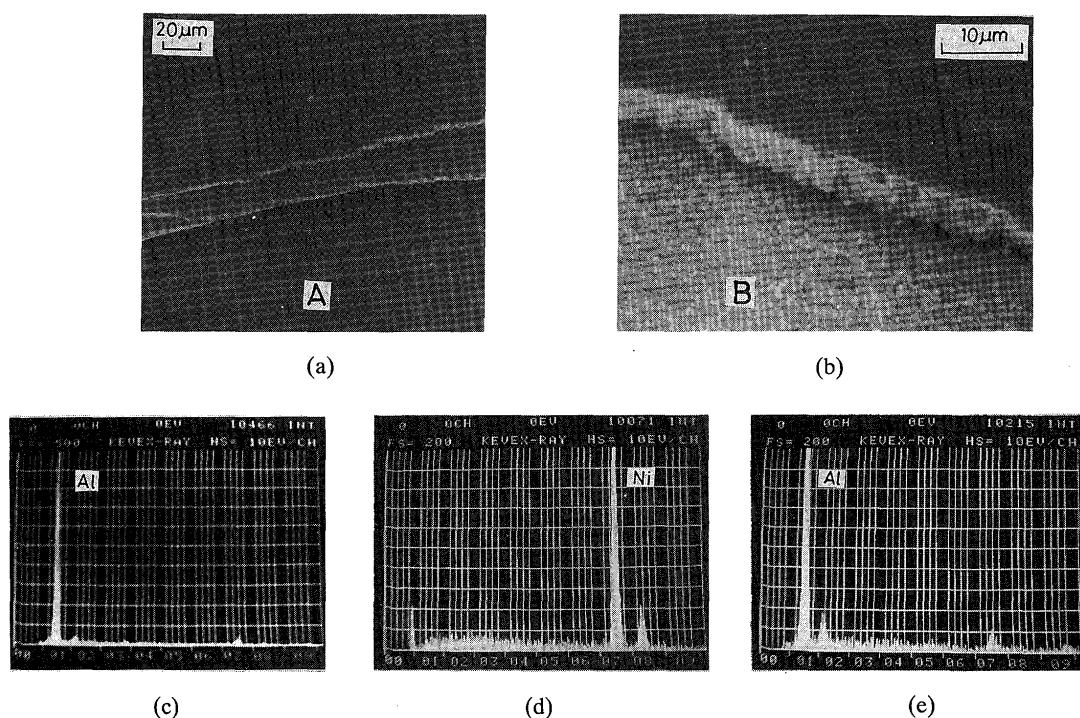 20μm
10μm
A
B
(a)
(b)
0 0CH 0EV 10466 INT
FS= 500 KEVEX-RAY HS= 10EV/CH
Al
00 01 02 03 04 05 06
0 0CH 0EV 10071 INT
FS= 200 KEVEX-RAY HS= 10EV/CH
Ni
00 01 02 03 04 05 06 07 08
0 0CH 0EV 10215 INT
FS= 200 KEVEX-RAY HS= 10EV/CH
Al
00 01 02 03 04 05 06 07 08 09
(c)
(d)
(e)